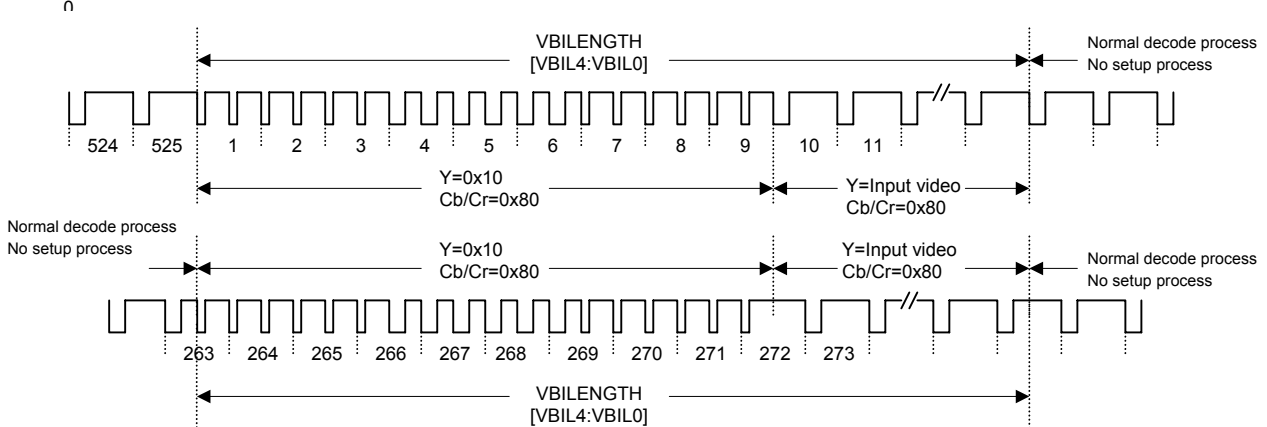 0
VBILENGTH
[VBIL4:VBIL0]
Normal decode process
No setup process
524 525 1 2 3 4 5 6 7 8 9 10 11
Y=0x10
Cb/Cr=0x80
Y=Input video
Cb/Cr=0x80
Normal decode process
No setup process
Y=0x10
Cb/Cr=0x80
Y=Input video
Cb/Cr=0x80
Normal decode process
No setup process
263 264 265 266 267 268 269 270 271 272 273
VBILENGTH
[VBIL4:VBIL0]